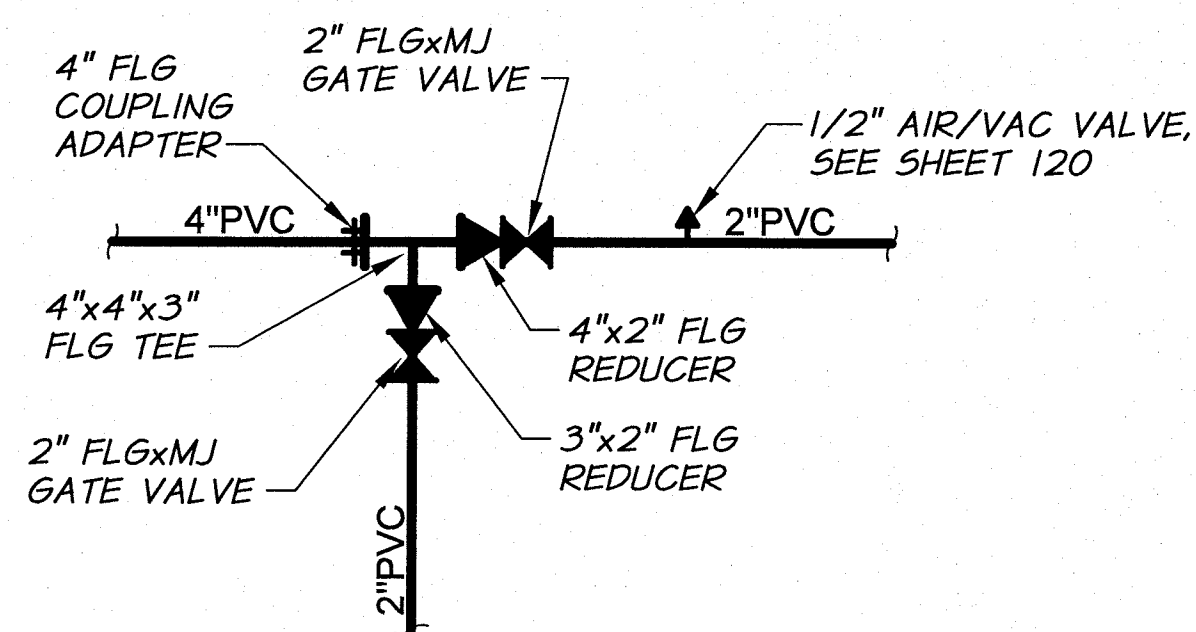 2" FLGxMJ
GATE VALVE
4" FLG
COUPLING
ADAPTER
1/2" AIR/VAC VALVE,
SEE SHEET 120
4"PVC
2"PVC
4"x4"x3"
FLG TEE
4"x2" FLG
REDUCER
3"x2" FLG
REDUCER
2" FLGxMJ
GATE VALVE
2"PVC